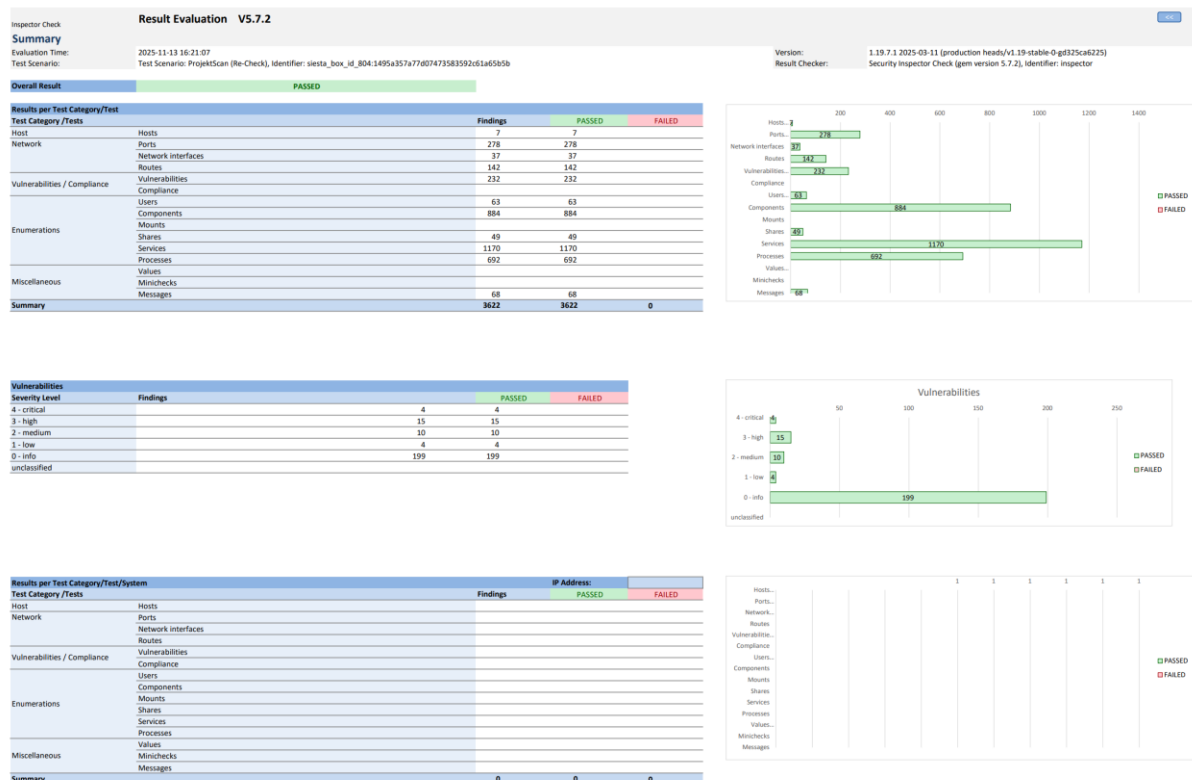 Inspector Check
Result Evaluation V5.7.2
<<
Summary
Evaluation Time: 2025-11-13 16:21:07
Version: 1.19.7.1 2025-03-11 (production heads/v1.19-stable-0-gd325ca6225)
Test Scenario: Test Scenario: ProjektScan (Re-Check), Identifier: siesta_box_id_804:1495a357a77d07473583592c61a65b5b
Result Checker: Security Inspector Check (gem version 5.7.2), Identifier: inspector
Overall Result PASSED
Results per Test Category/Test
Test Category /Tests Findings PASSED FAILED
Host Hosts 7 7
Network Ports 278 278
Network interfaces 37 37
Routes 142 142
Vulnerabilities / Compliance Vulnerabilities 232 232
Compliance
Enumerations Users 63 63
Components 884 884
Mounts
Shares 49 49
Services 1170 1170
Processes 692 692
Miscellaneous Values
Minichecks
Messages 68 68
Summary 3622 3622 0
200 400 600 800 1000 1200 1400
Hosts... 7
Ports... 278
Network interfaces 37
Routes 142
Vulnerabilities... 232
Compliance
Users... 63
Components 884
Mounts
Shares 49
Services 1170
Processes 692
Values...
Minichecks
Messages 68
PASSED
FAILED
Vulnerabilities
Severity Level Findings PASSED FAILED
4 - critical 4 4
3 - high 15 15
2 - medium 10 10
1 - low 4 4
0 - info 199 199
unclassified
Vulnerabilities
50 100 150 200 250
4 - critical 4
3 - high 15
2 - medium 10
1 - low 4
0 - info 199
unclassified
PASSED
FAILED
Results per Test Category/Test/System IP Address:
Test Category /Tests Findings PASSED FAILED
Host Hosts
Network Ports
Network interfaces
Routes
Vulnerabilities / Compliance Vulnerabilities
Compliance
Enumerations Users
Components
Mounts
Shares
Services
Processes
Miscellaneous Values
Minichecks
Messages
Summary 0 0 0
1 1 1 1 1 1
Hosts...
Ports...
Network...
Routes
Vulnerabilitie...
Compliance
Users...
Components
Mounts
Shares
Services
Processes
Values...
Minichecks
Messages
PASSED
FAILED